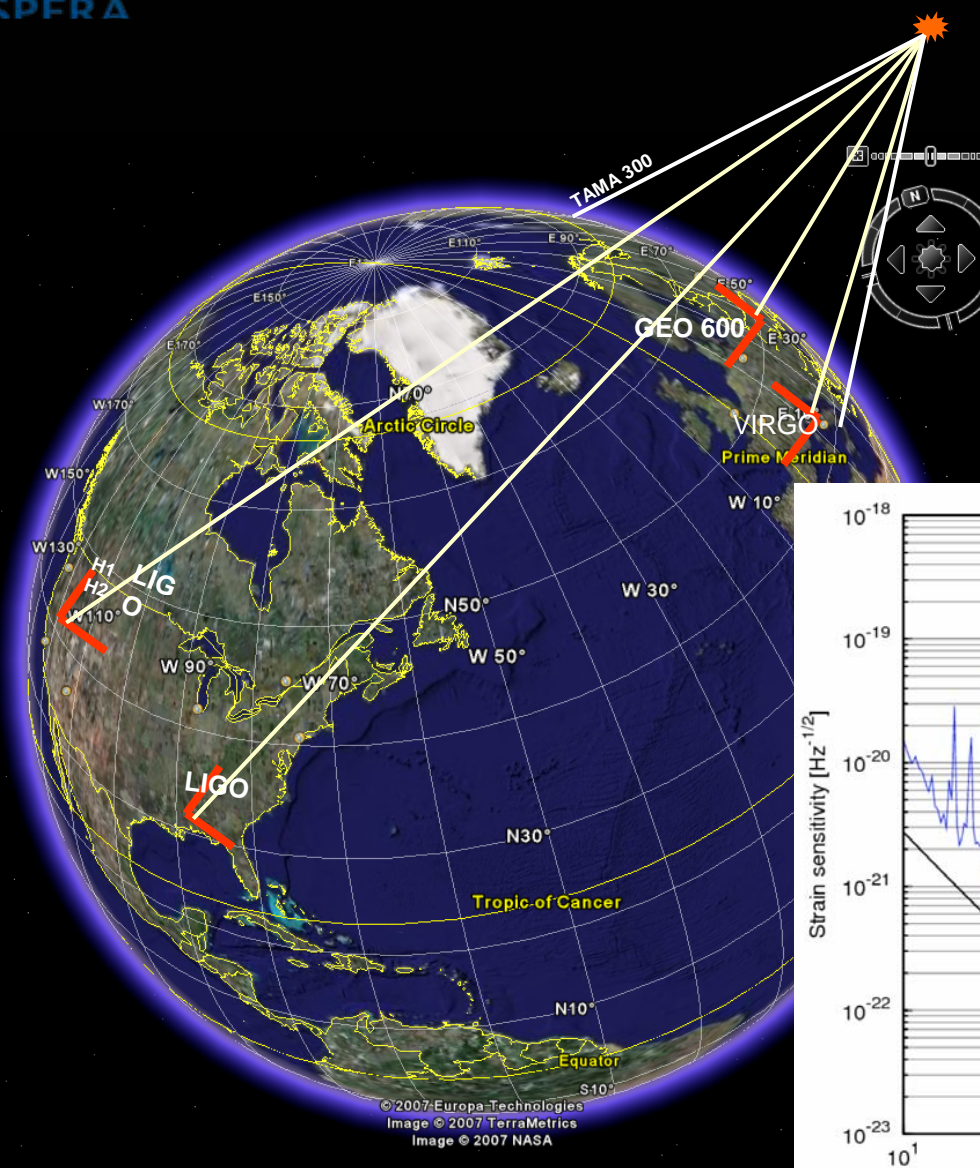 SPERA
TAMA 300
N
E110°
E 90°
E 70°
E150°
E 50°
GEO 600
E 30°
E170°
N70°
W170°
Arctic Circle
VIRGO
Prime Meridian
W150°
W 10°
W130°
H1
H2
LIG
O
W110°
W 30°
N50°
W 50°
W 90°
W 70°
LIGO
N30°
Tropic of Cancer
N10°
Equator
S10°
© 2007 Europa Technologies
Image © 2007 TerraMetrics
Image © 2007 NASA
Strain sensitivity [Hz-1/2]
10-18
10-19
10-20
10-21
10-22
10-23
101